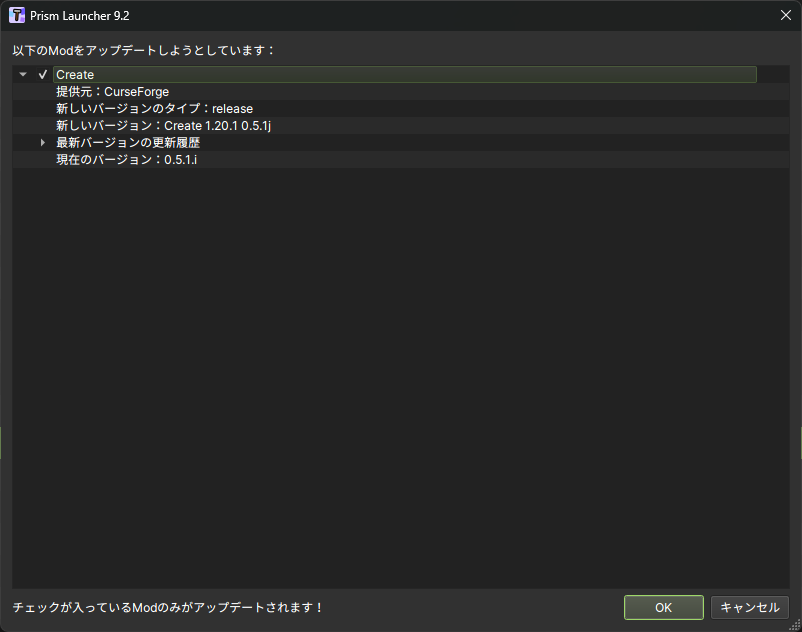 Prism Launcher 9.2
以下のModをアップデートしようとしています：
Create
提供元：CurseForge
新しいバージョンのタイプ：release
新しいバージョン：Create 1.20.1 0.5.1j
最新バージョンの更新履歴
現在のバージョン：0.5.1.i
チェックが入っているModのみがアップデートされます！
OK
キャンセル